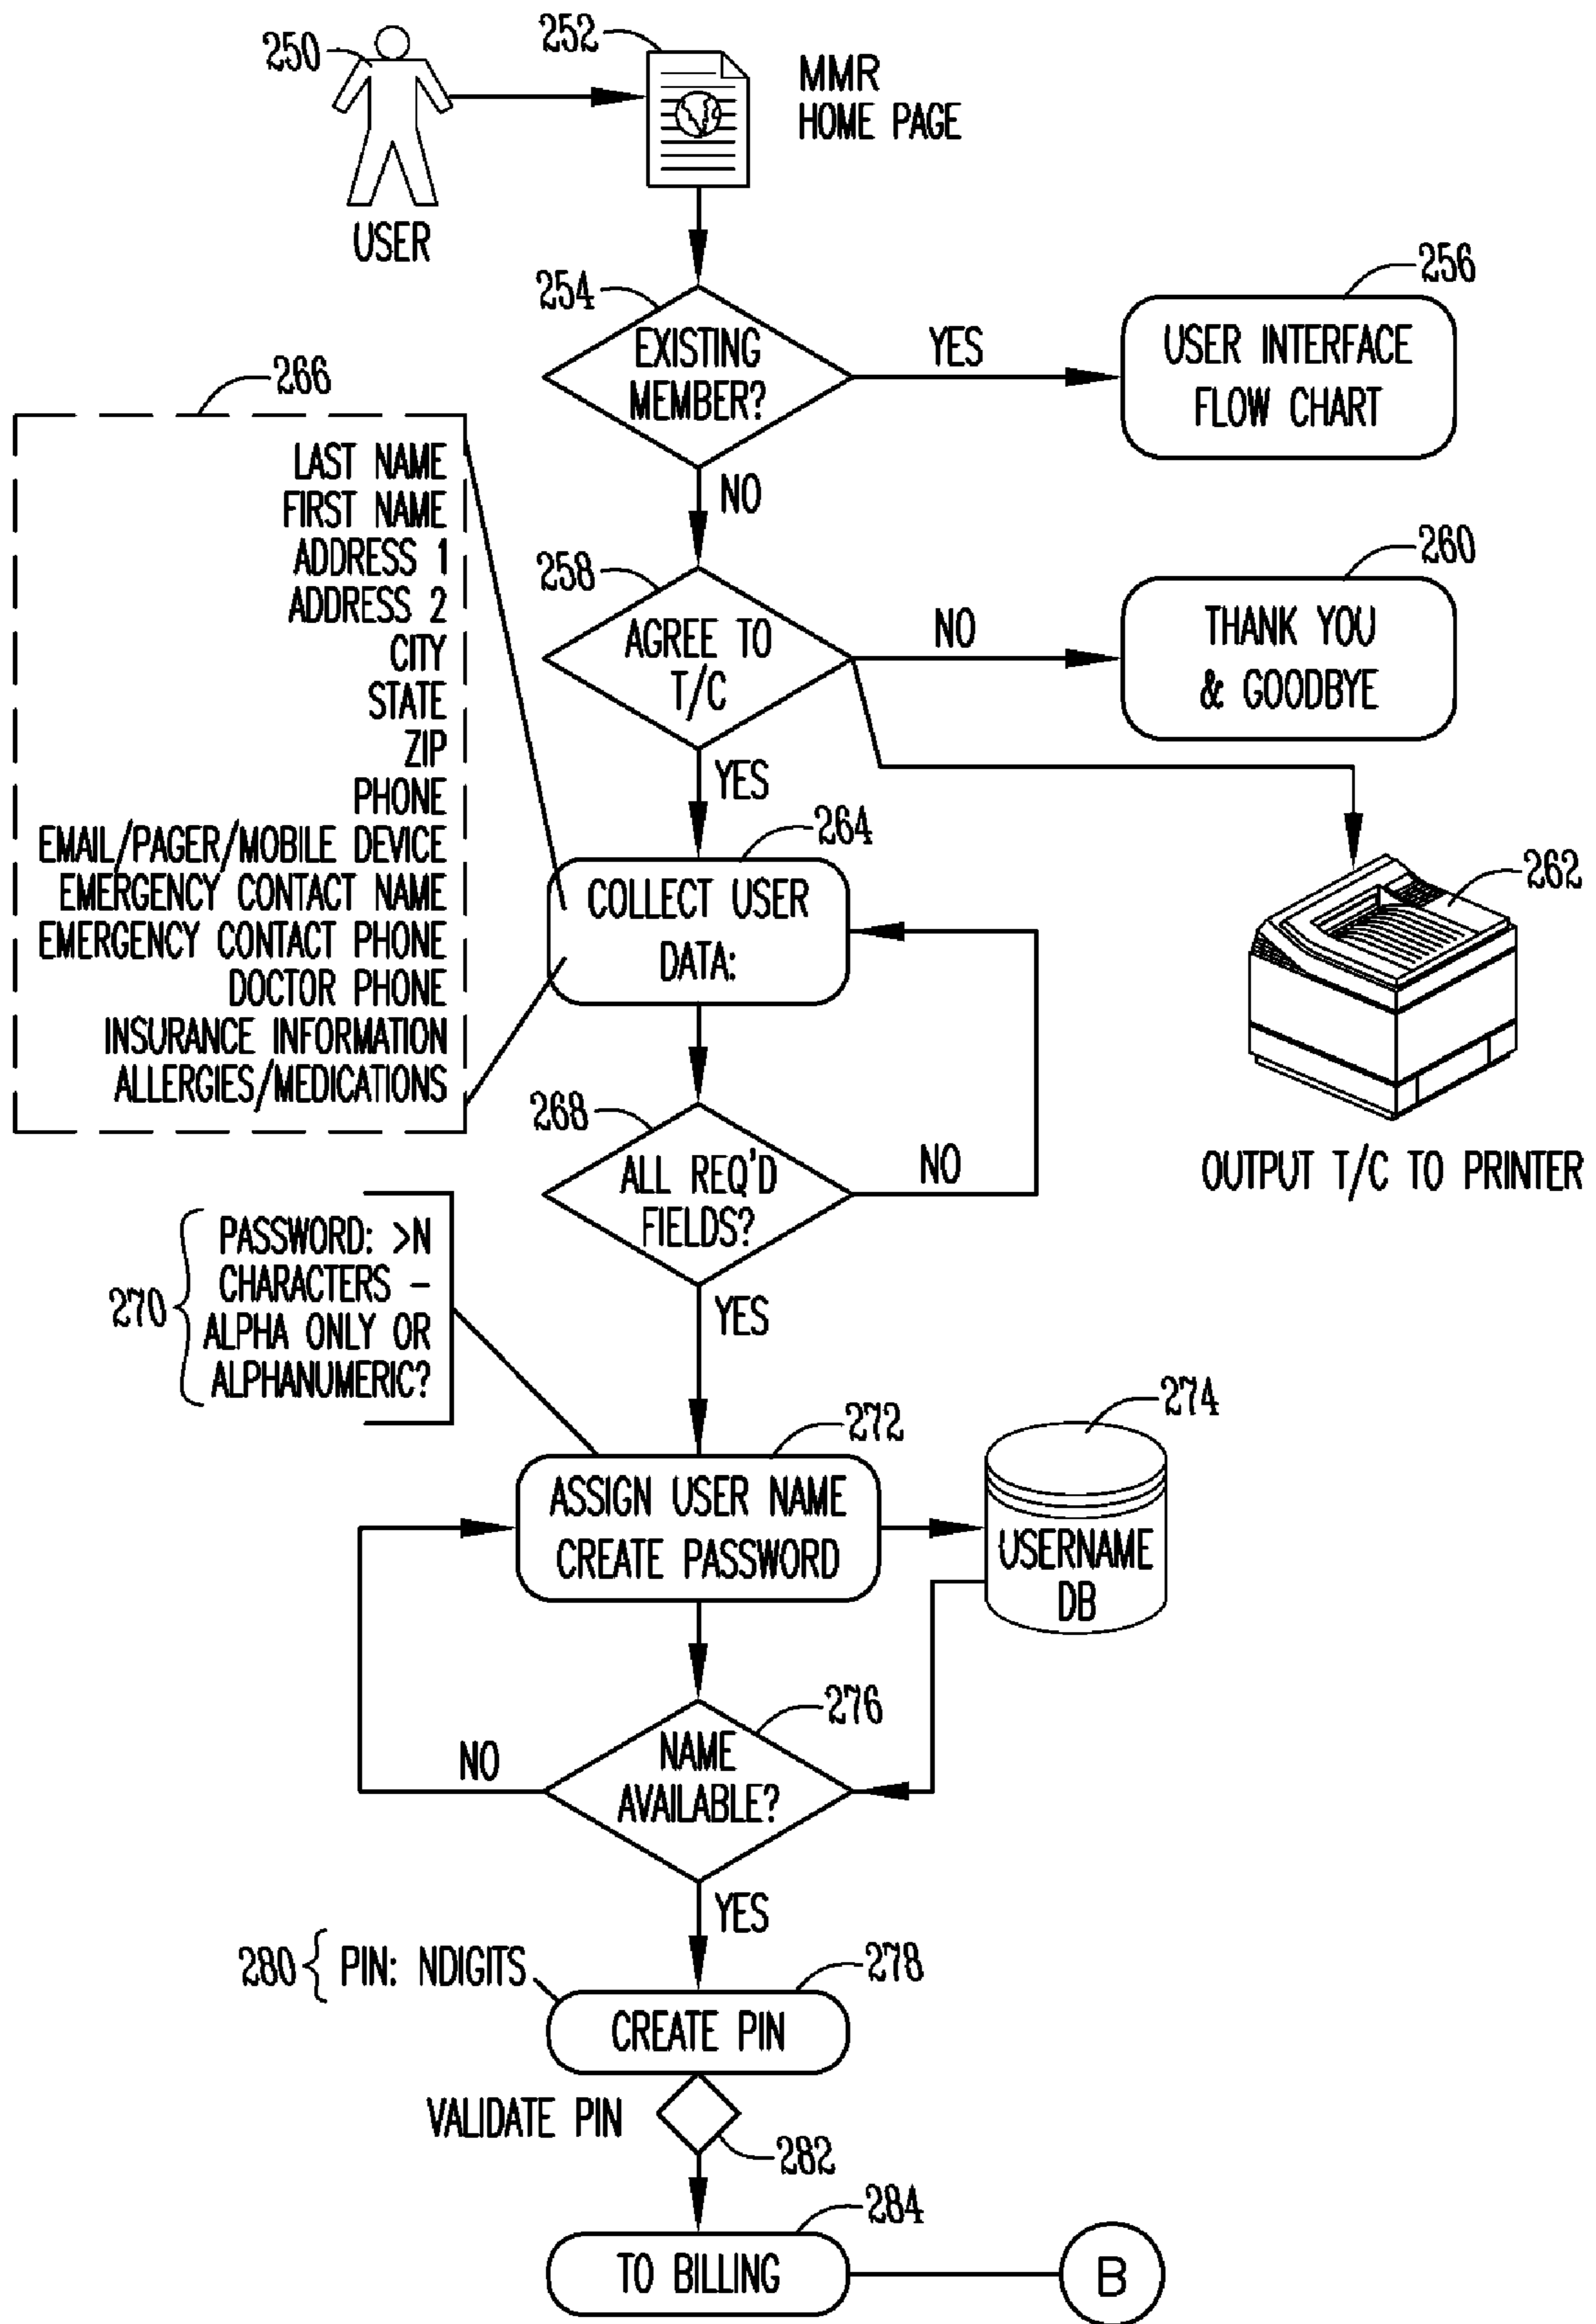 250
252
MMR
HOME PAGE
USER
254
EXISTING
MEMBER?
YES
256
USER INTERFACE
FLOW CHART
NO
266
LAST NAME
FIRST NAME
ADDRESS 1
ADDRESS 2
CITY
STATE
ZIP
PHONE
EMAIL/PAGER/MOBILE DEVICE
EMERGENCY CONTACT NAME
EMERGENCY CONTACT PHONE
DOCTOR PHONE
INSURANCE INFORMATION
ALLERGIES/MEDICATIONS
258
AGREE TO
T/C
NO
260
THANK YOU
& GOODBYE
YES
262
OUTPUT T/C TO PRINTER
264
COLLECT USER
DATA:
268
ALL REQ'D
FIELDS?
NO
YES
270
PASSWORD: >N
CHARACTERS –
ALPHA ONLY OR
ALPHANUMERIC?
272
ASSIGN USER NAME
CREATE PASSWORD
274
USERNAME
DB
276
NAME
AVAILABLE?
NO
YES
280
PIN: NDIGITS
278
CREATE PIN
VALIDATE PIN
282
284
TO BILLING
B